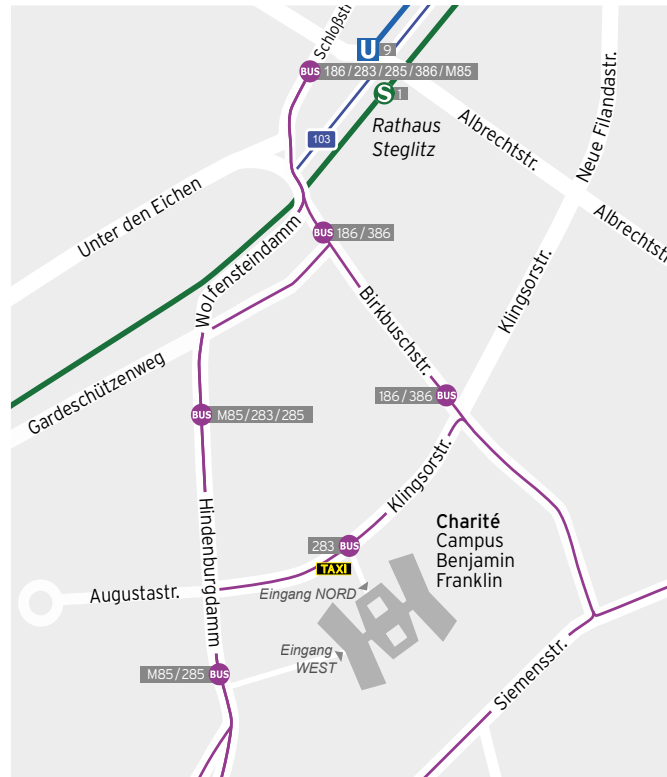 Schloßst
U 9
BUS 186/283/285/386/M85
S 1
Rathaus
Steglitz
103
Albrechtstr.
Neue Filandastr.
Albrechtstr.
Unter den Eichen
Wolfensteindamm
BUS 186/386
Birkbuschstr.
Klingsorstr.
Gardeschützenweg
186/386 BUS
BUS M85/283/285
Klingsorstr.
Hindenburgdamm
Charité
Campus
Benjamin
Franklin
283 BUS
TAXI
Eingang NORD
Augustastr.
Eingang
WEST
M85/285 BUS
Siemensstr.